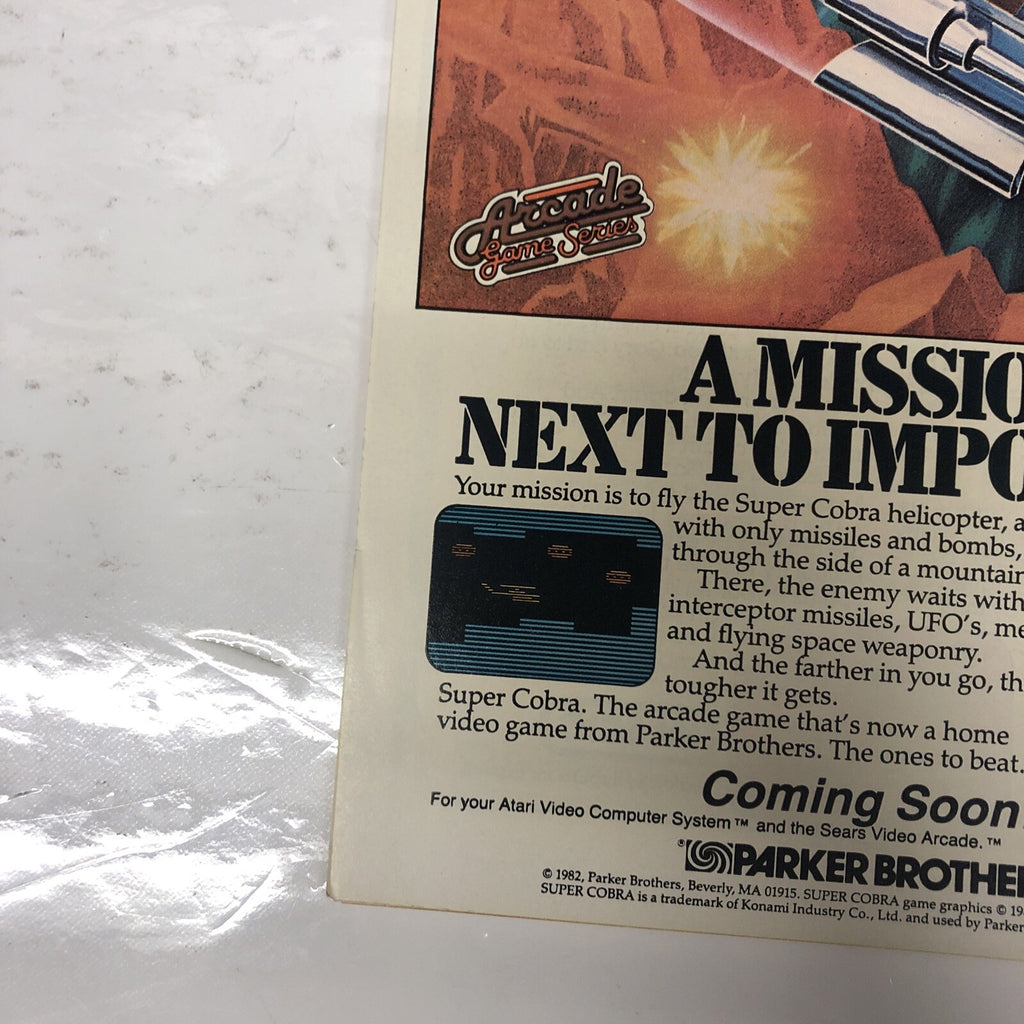 Arcade
Game Series
A MISSIO
NEXT TO IMPO
Your mission is to fly the Super Cobra helicopter, a
with only missiles and bombs,
through the side of a mountain
There, the enemy waits with
interceptor missiles, UFO's, me
and flying space weaponry.
And the farther in you go, th
tougher it gets.
Super Cobra. The arcade game that's now a home
video game from Parker Brothers. The ones to beat.
Coming Soon
For your Atari Video Computer System™ and the Sears Video Arcade.™
® PARKER BROTHE
© 1982, Parker Brothers, Beverly, MA 01915. SUPER COBRA game graphics © 19
SUPER COBRA is a trademark of Konami Industry Co., Ltd. and used by Parker